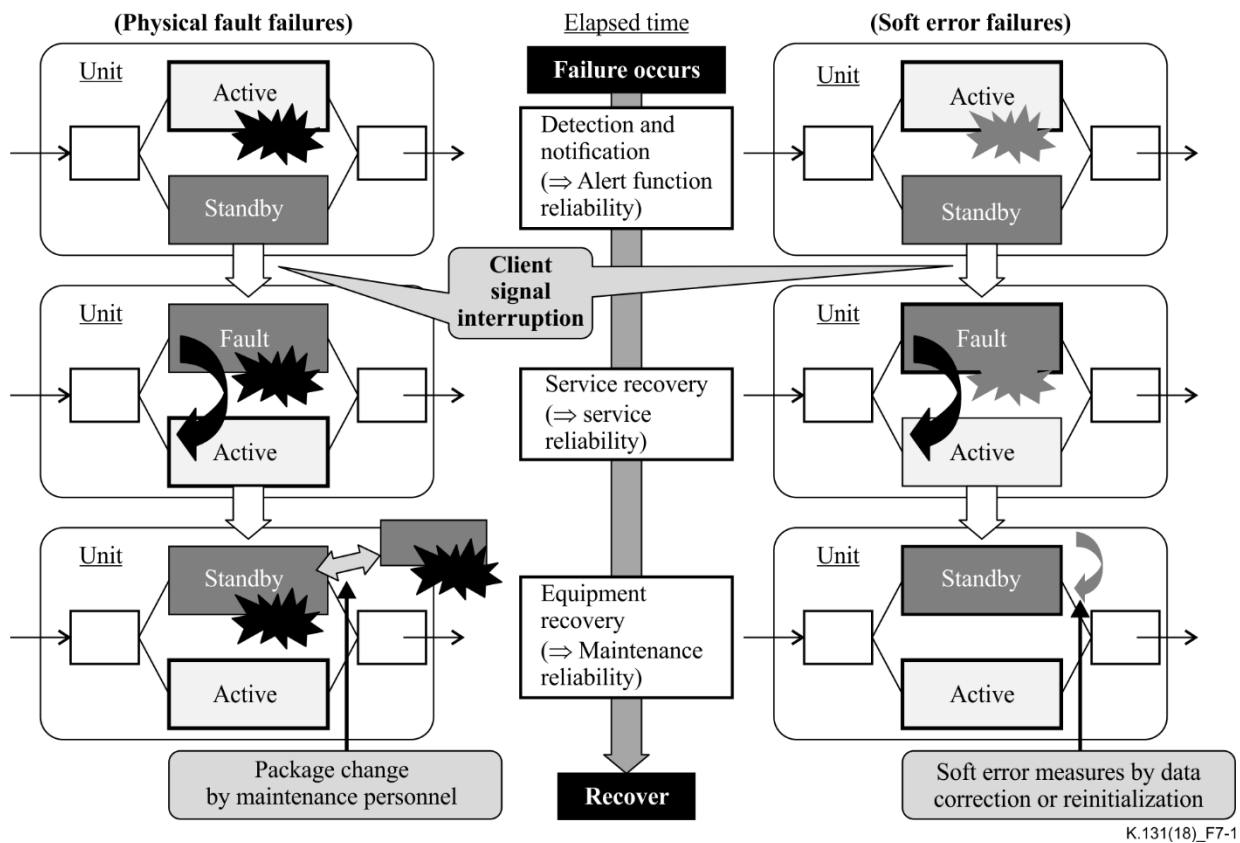 (Physical fault failures)
Unit
Active
Standby
Unit
Fault
Active
Unit
Standby
Active
Package change
by maintenance personnel
Elapsed time
Failure occurs
Detection and
notification
(⇒ Alert function
reliability)
Client
signal
interruption
Service recovery
(⇒ service
reliability)
Equipment
recovery
(⇒ Maintenance
reliability)
Recover
(Soft error failures)
Unit
Active
Standby
Unit
Fault
Active
Unit
Standby
Active
Soft error measures by data
correction or reinitialization
K.131(18)_F7-1